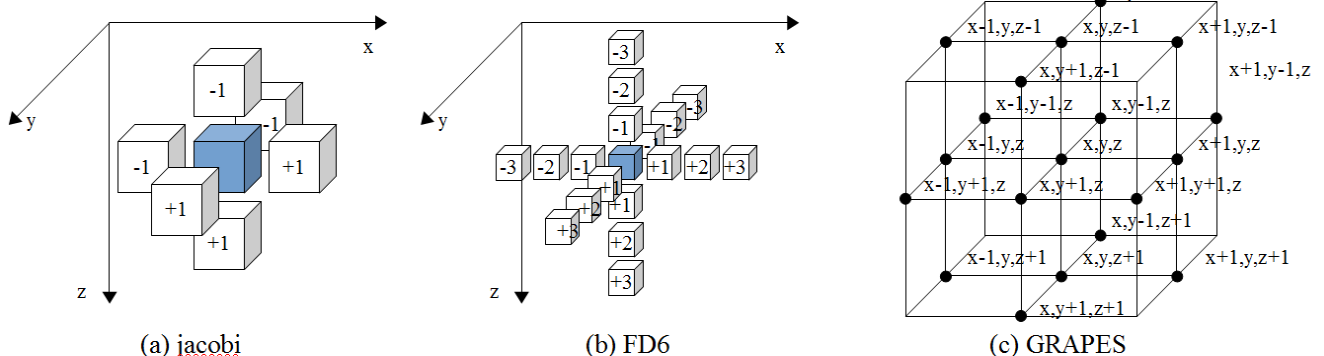 x
y
z
-1
-1
-1
+1
+1
+1
(a) jacobi
x
y
z
-3
-2
-1
-3
-2
-1
-3
-2
-1
+1
+2
+3
+1
+2
+3
+1
+2
+3
(b) FD6
x-1,y,z-1
x,y,z-1
x+1,y,z-1
x,y+1,z-1
x+1,y-1,z
x-1,y-1,z
x,y-1,z
x-1,y,z
x,y,z
x+1,y,z
x-1,y+1,z
x,y+1,z
x+1,y+1,z
x,y-1,z+1
x-1,y,z+1
x,y,z+1
x+1,y,z+1
x,y+1,z+1
(c) GRAPES